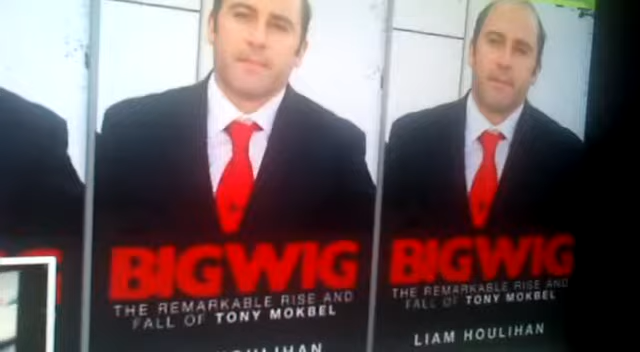 BIGWIG
THE REMARKABLE RISE AND
FALL OF TONY MOKBEL
HOULIHAN
BIGWIG
THE REMARKABLE RISE AND
FALL OF TONY MOKBEL
LIAM HOULIHAN